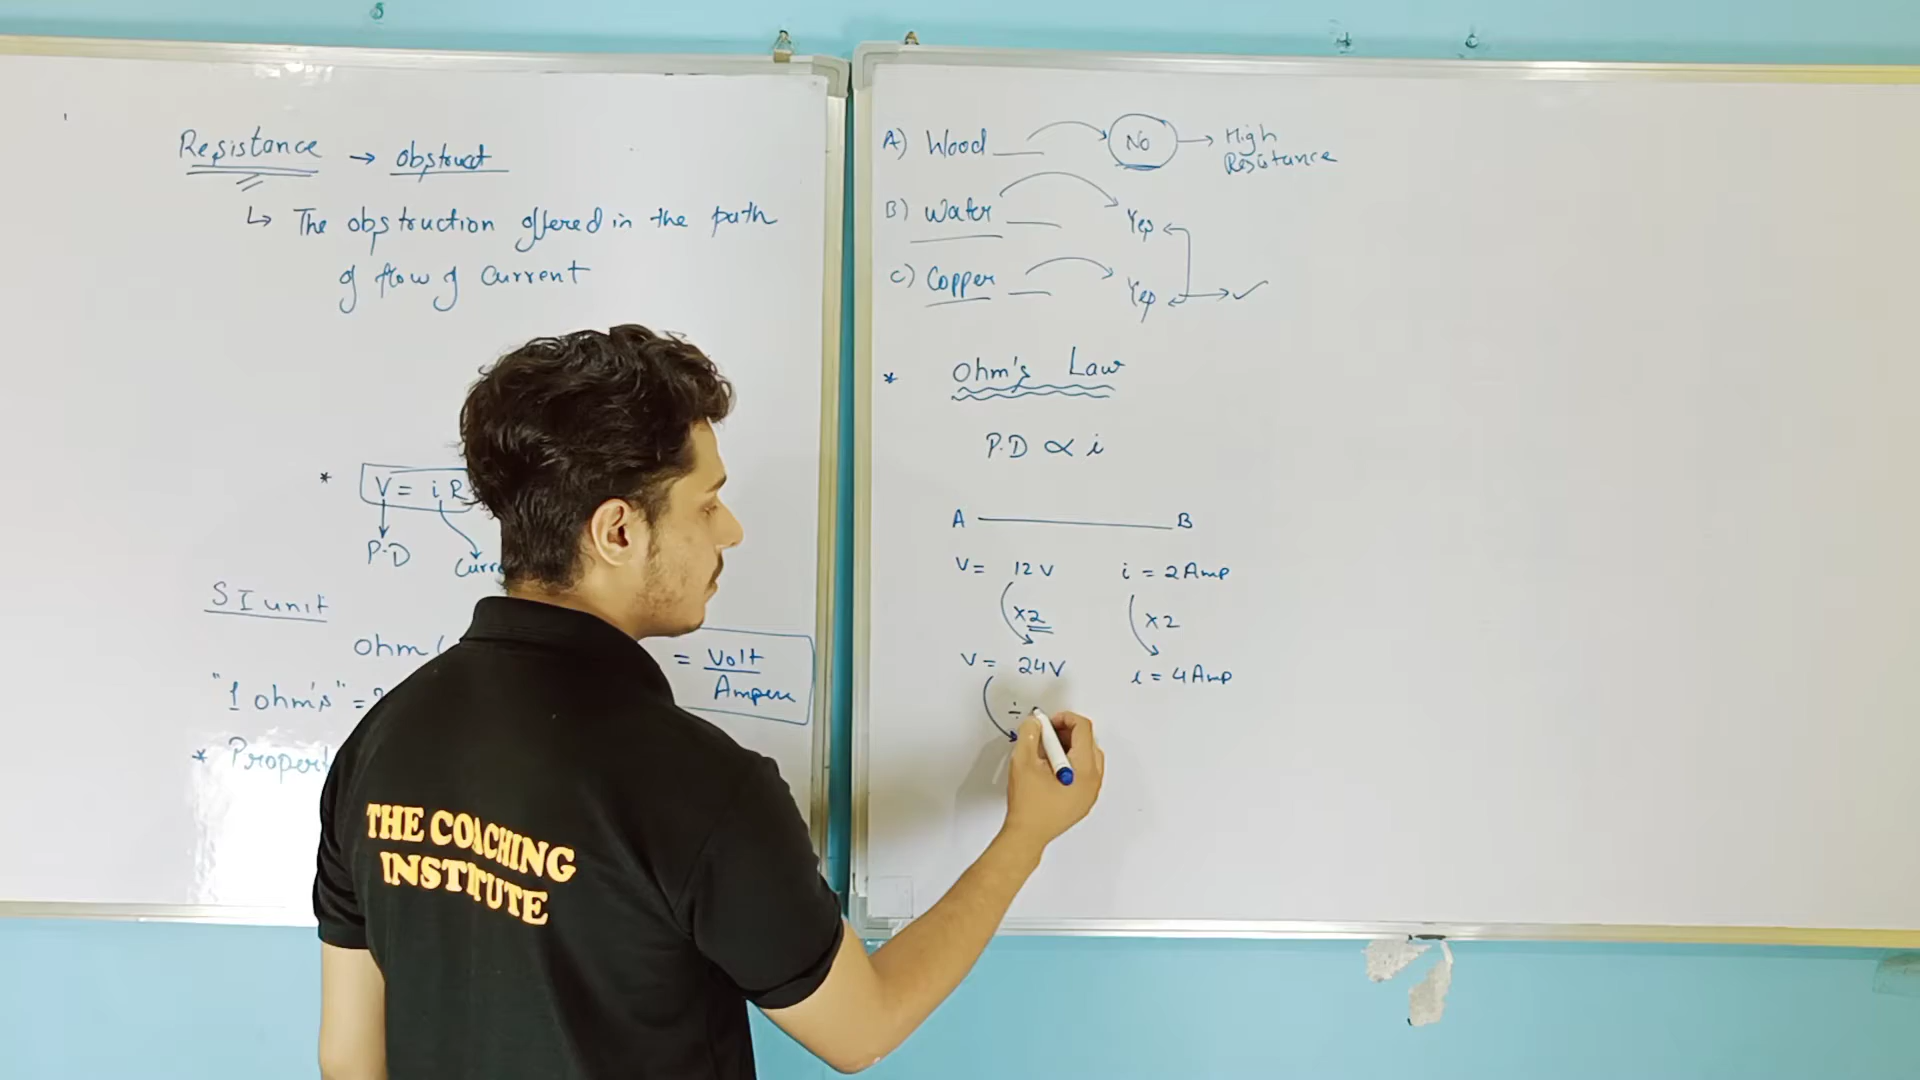 Resistance → obstruct
↳ The obstruction offered in the path
of flow of Current
* V = i R
P.D
SI unit
ohm (
= Volt
Ampere
"1 ohm's" =
*
A) Wood No → High
Resistance
B) Water Yep
C) Copper Yep → ✓
* Ohm's Law
P.D ∝ i
A B
V = 12 V i = 2 Amp
×2 ×2
V = 24V i = 4 Amp
÷
THE COACHING
INSTITUTE